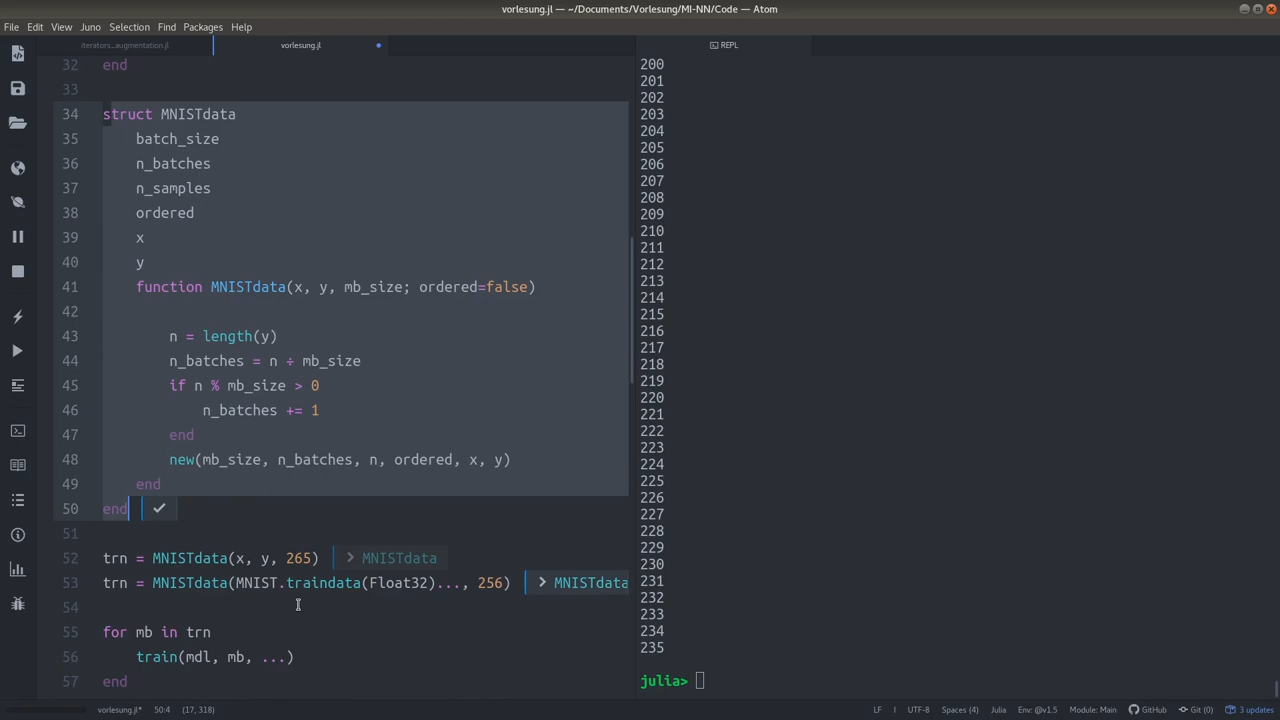 vorlesung.jl — ~/Documents/Vorlesung/MI-NN/Code — Atom
File Edit View Juno Selection Find Packages Help
iterators...augmentation.jl
vorlesung.jl
REPL
32 end
33
34 struct MNISTdata
35 batch_size
36 n_batches
37 n_samples
38 ordered
39 x
40 y
41 function MNISTdata(x, y, mb_size; ordered=false)
42
43 n = length(y)
44 n_batches = n ÷ mb_size
45 if n % mb_size > 0
46 n_batches += 1
47 end
48 new(mb_size, n_batches, n, ordered, x, y)
49 end
50 end
51
52 trn = MNISTdata(x, y, 265) > MNISTdata
53 trn = MNISTdata(MNIST.traindata(Float32)..., 256) > MNISTdata
54
55 for mb in trn
56 train(mdl, mb, ...)
57 end
200
201
202
203
204
205
206
207
208
209
210
211
212
213
214
215
216
217
218
219
220
221
222
223
224
225
226
227
228
229
230
231
232
233
234
235
julia>
vorlesung.jl* 50:4 (17, 318)
LF UTF-8 Spaces (4) Julia Env: @v1.5 Module: Main GitHub Git (0) 3 updates